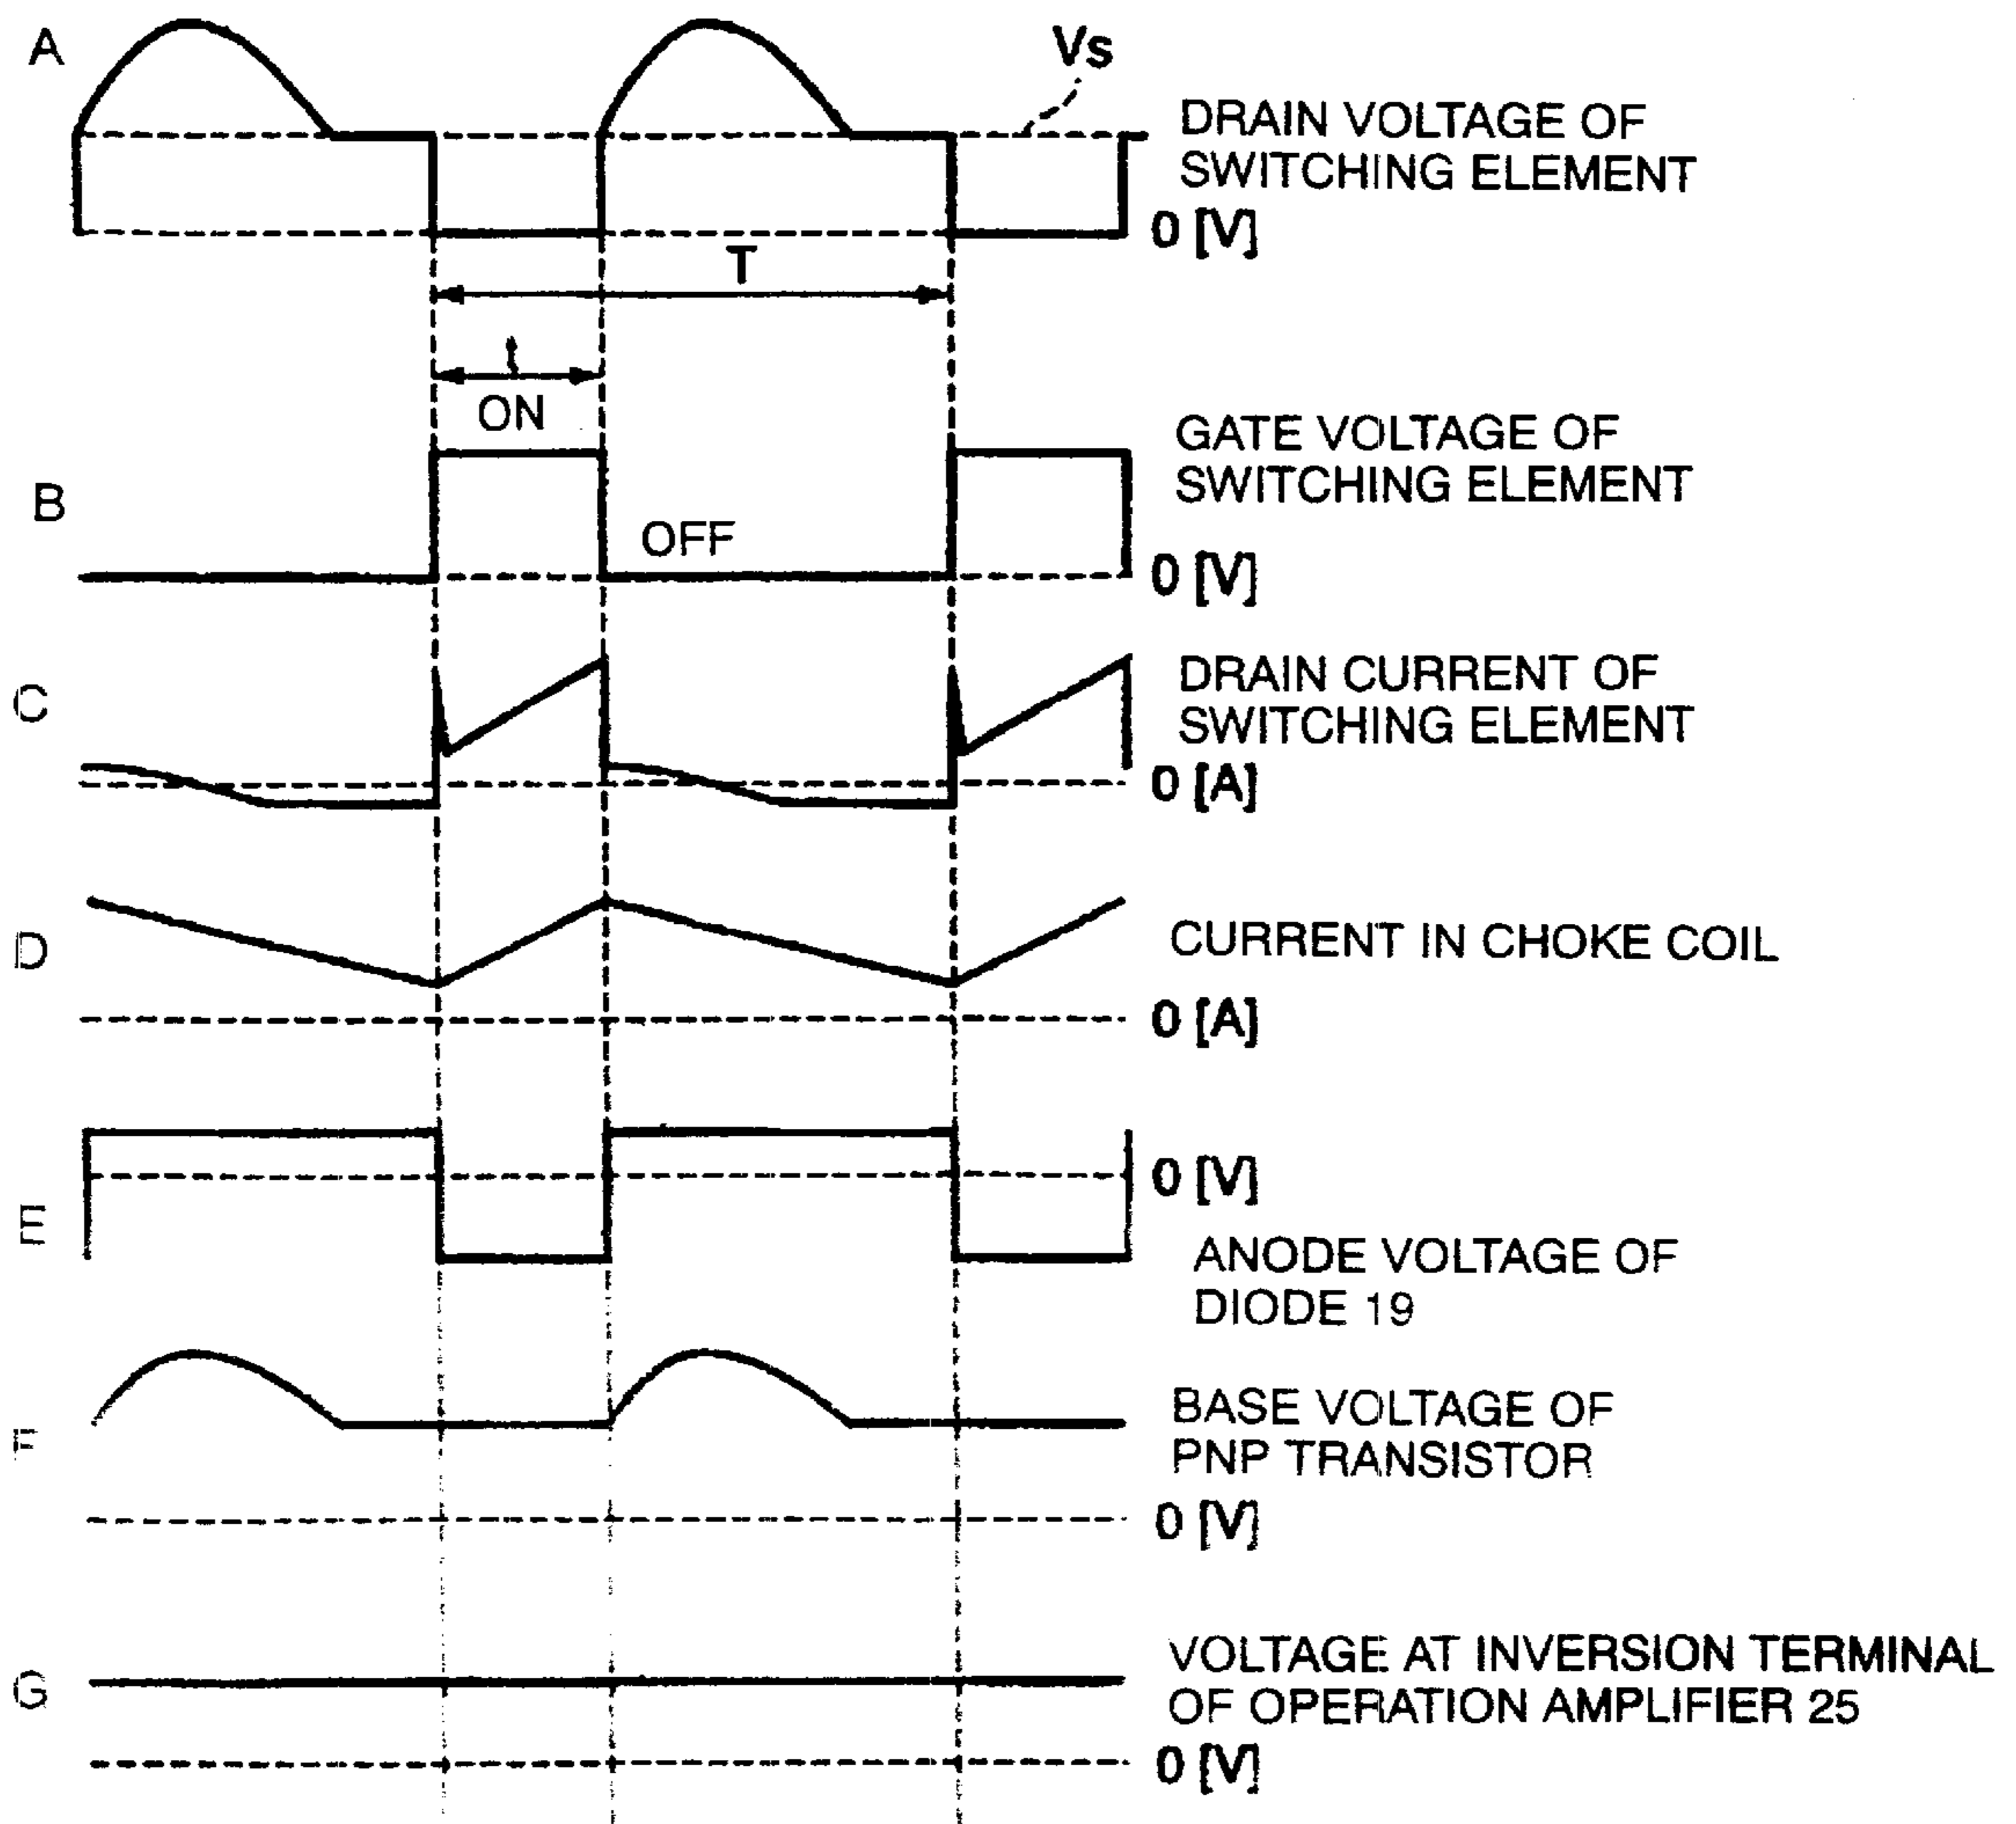 A
Vs
DRAIN VOLTAGE OF
SWITCHING ELEMENT
0 [V]
T
t
ON
B
GATE VOLTAGE OF
SWITCHING ELEMENT
OFF
0 [V]
C
DRAIN CURRENT OF
SWITCHING ELEMENT
0 [A]
D
CURRENT IN CHOKE COIL
0 [A]
0 [V]
E
ANODE VOLTAGE OF
DIODE 19
F
BASE VOLTAGE OF
PNP TRANSISTOR
0 [V]
G
VOLTAGE AT INVERSION TERMINAL
OF OPERATION AMPLIFIER 25
0 [V]